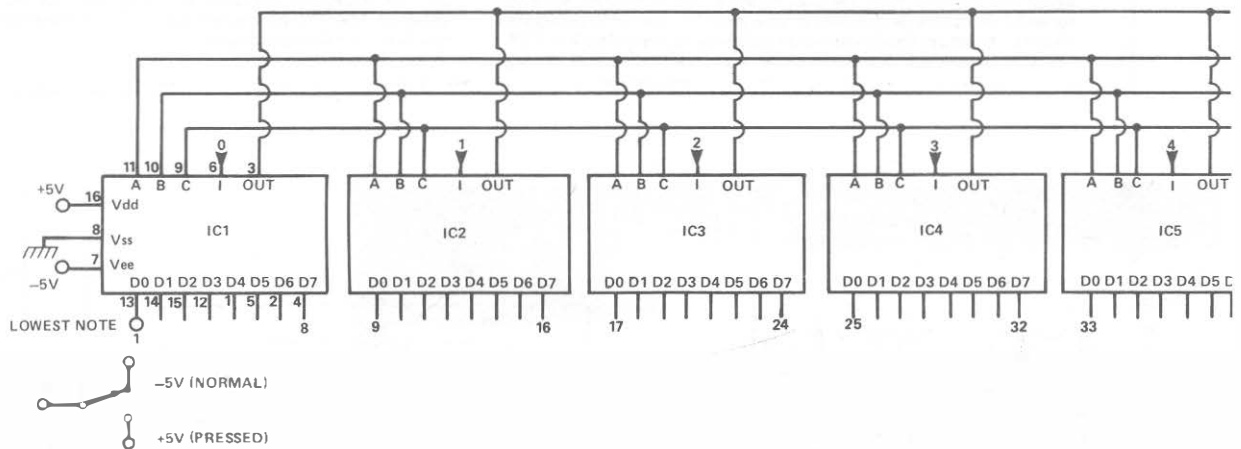 0 1 2 3 4
11 10 9 6 3
A B C I OUT A B C I OUT A B C I OUT A B C I OUT A B C I OUT
+5V 16 Vdd
8 Vss
IC1 IC2 IC3 IC4 IC5
7 Vee
-5V
D0 D1 D2 D3 D4 D5 D6 D7 D0 D1 D2 D3 D4 D5 D6 D7 D0 D1 D2 D3 D4 D5 D6 D7 D0 D1 D2 D3 D4 D5 D6 D7 D0 D1 D2 D3 D4 D5
13 14 15 12 1 5 2 4
LOWEST NOTE 1 8 9 16 17 24 25 32 33
-5V (NORMAL)
+5V (PRESSED)